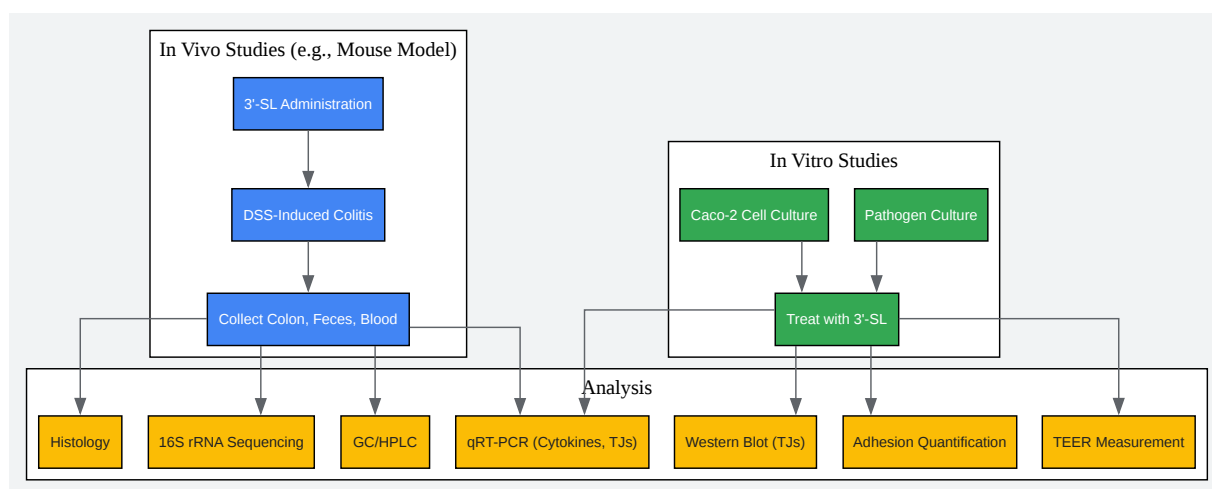 In Vivo Studies (e.g., Mouse Model)
3'-SL Administration
DSS-Induced Colitis
Collect Colon, Feces, Blood
In Vitro Studies
Caco-2 Cell Culture
Pathogen Culture
Treat with 3'-SL
Analysis
Histology
16S rRNA Sequencing
GC/HPLC
qRT-PCR (Cytokines, TJs)
Western Blot (TJs)
Adhesion Quantification
TEER Measurement